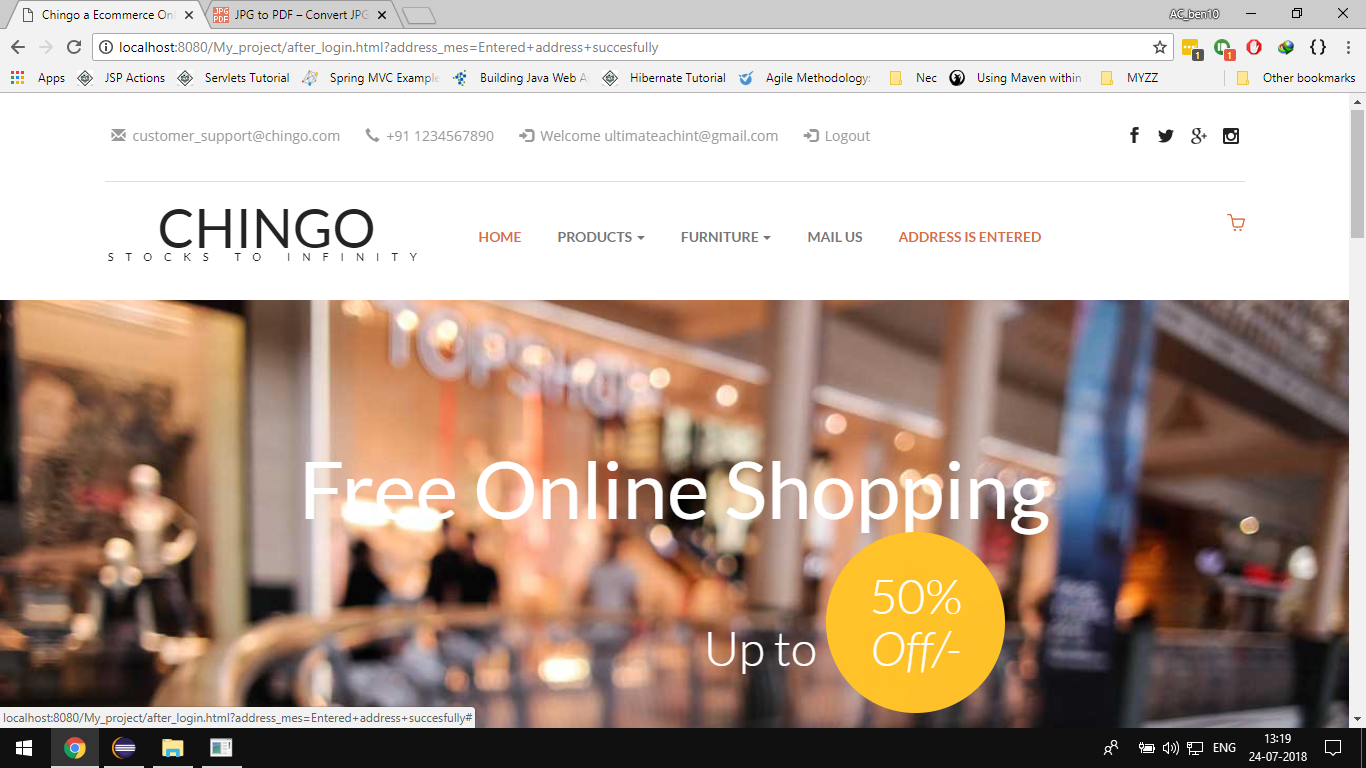 Chingo a Ecommerce Onl
JPG to PDF – Convert JPG
AC_ben10
localhost:8080/My_project/after_login.html?address_mes=Entered+address+succesfully
1
1
Apps
JSP Actions
Servlets Tutorial
Spring MVC Example
Building Java Web A
Hibernate Tutorial
Agile Methodology:
Nec
Using Maven within
MYZZ
Other bookmarks
customer_support@chingo.com
+91 1234567890
Welcome ultimateachint@gmail.com
Logout
CHINGO
STOCKS TO INFINITY
HOME
PRODUCTS
FURNITURE
MAIL US
ADDRESS IS ENTERED
TOPSHOP
Free Online Shopping
Up to
50%
Off/-
localhost:8080/My_project/after_login.html?address_mes=Entered+address+succesfully#
ENG
13:19
24-07-2018